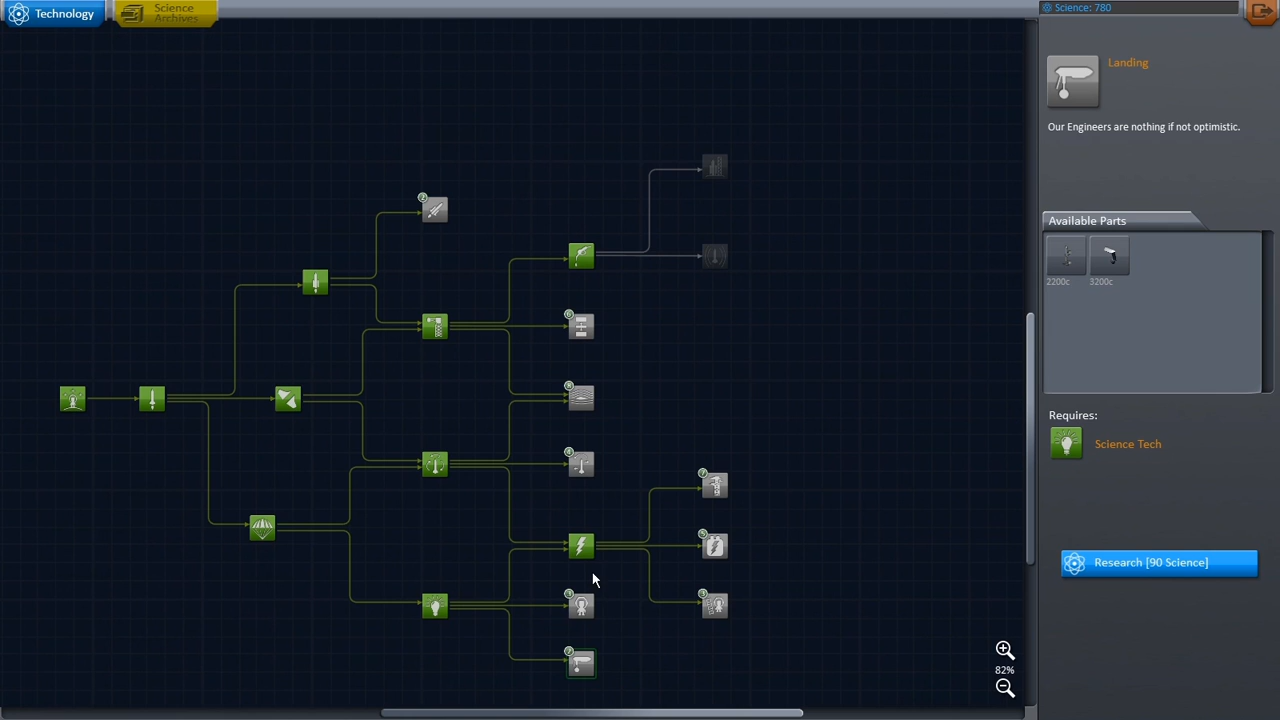 Technology
Science
Archives
Science: 780
Landing
Our Engineers are nothing if not optimistic.
Available Parts
2200c
3200c
Requires:
Science Tech
Research [90 Science]
82%